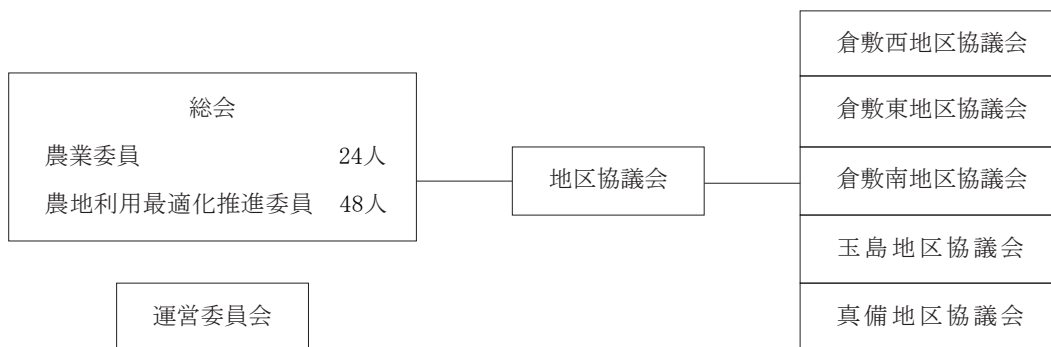 総会
農業委員 24人
農地利用最適化推進委員 48人
運営委員会
地区協議会
倉敷西地区協議会
倉敷東地区協議会
倉敷南地区協議会
玉島地区協議会
真備地区協議会